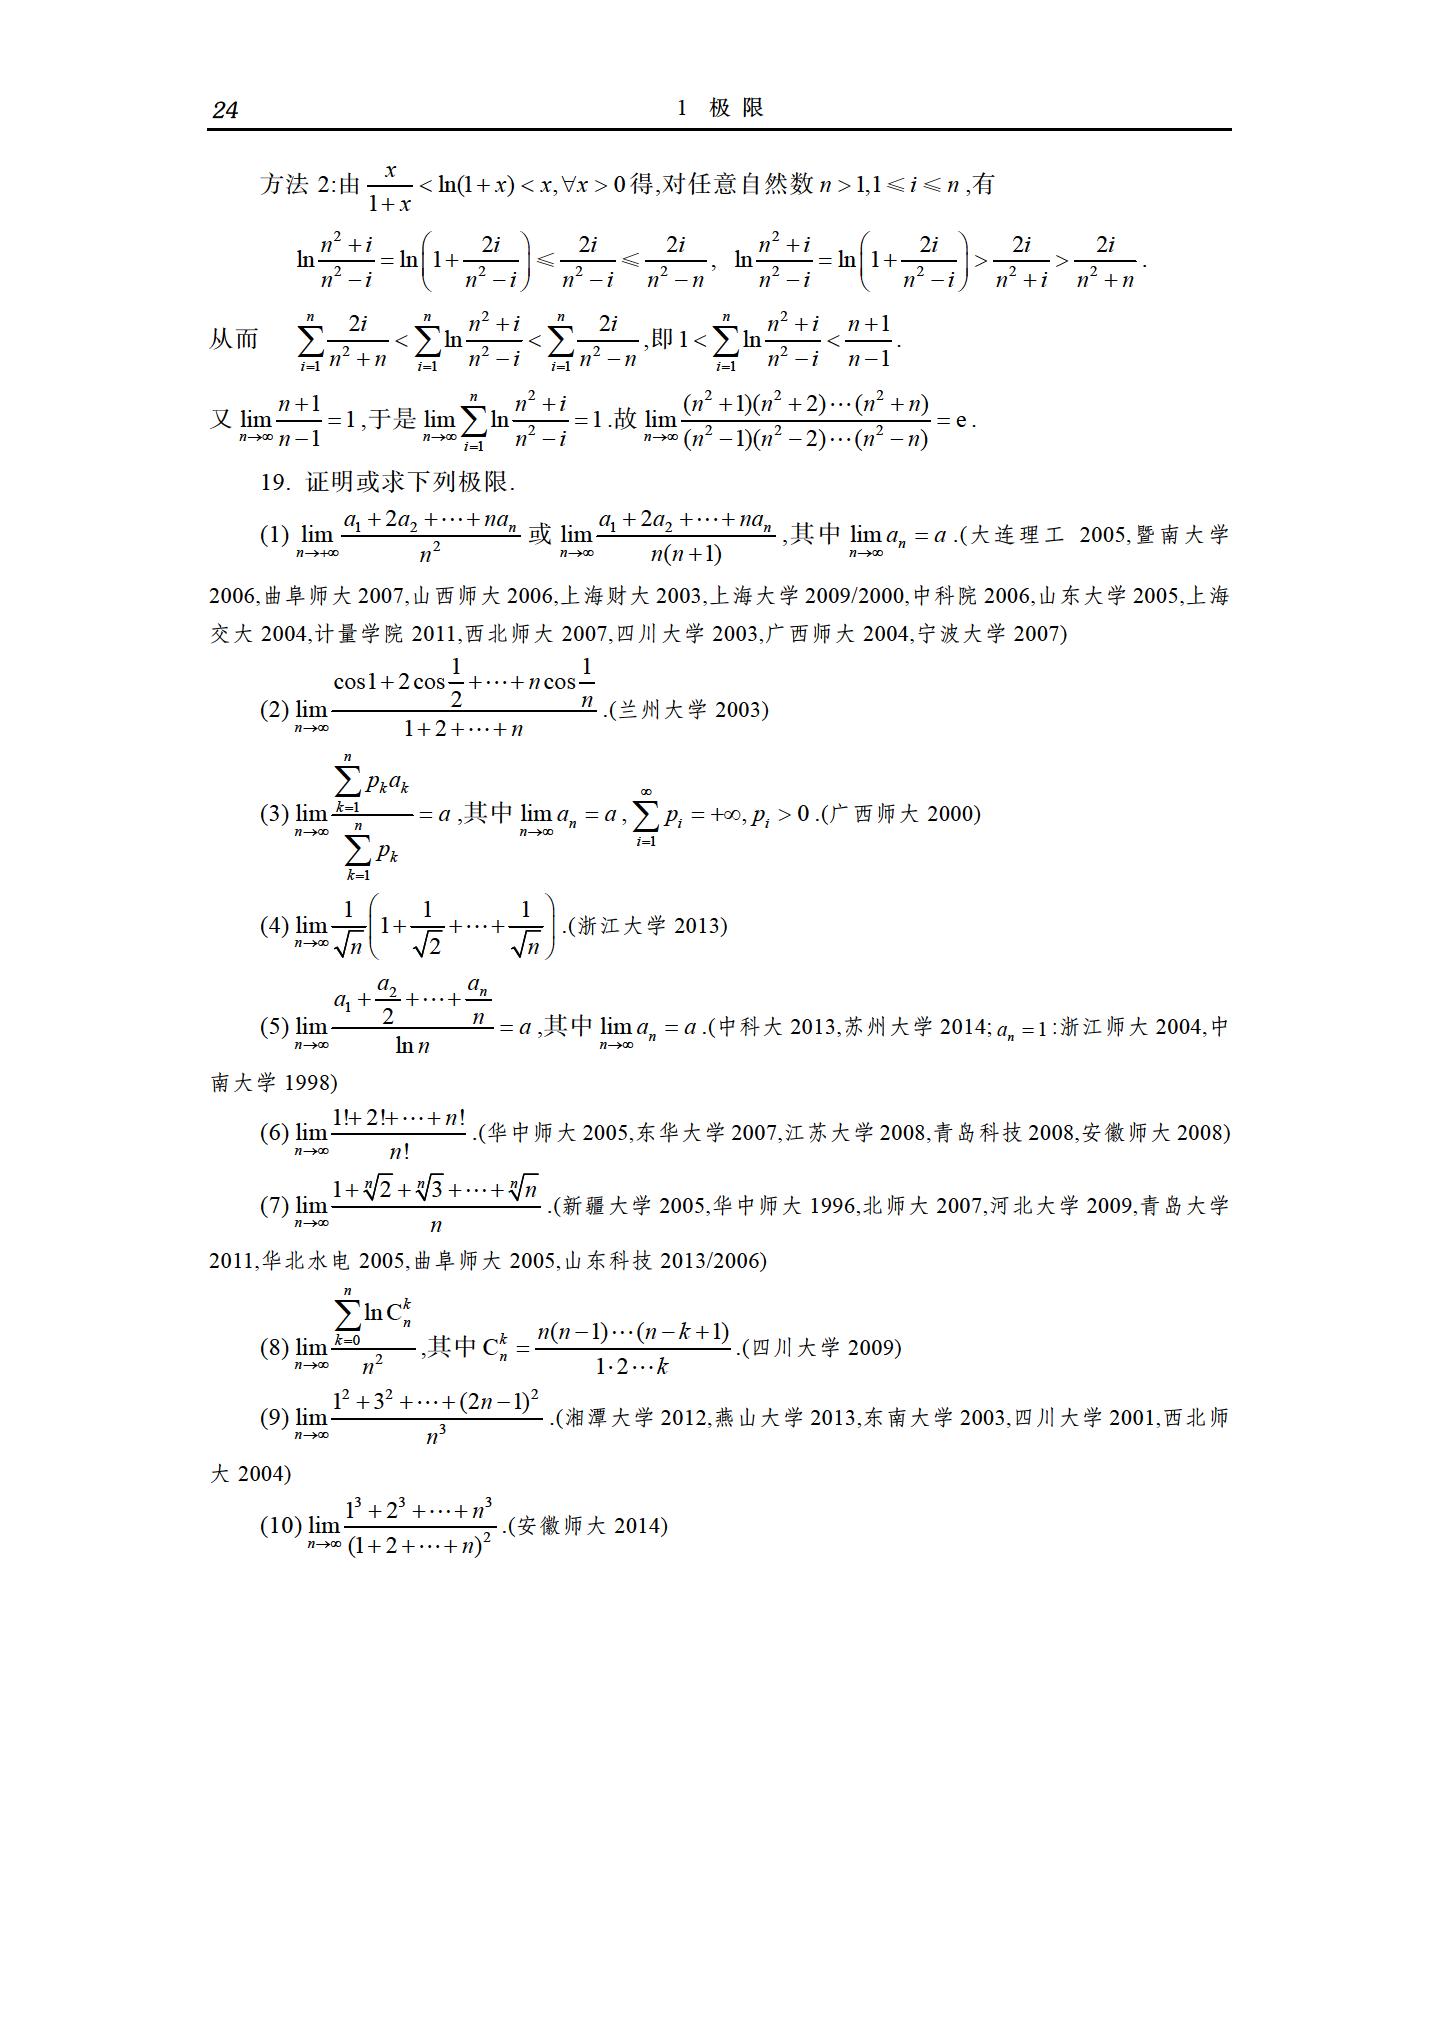 24 1 极 限
方法 2:由 $\frac{x}{1+x}<\ln(1+x)<x,\forall x>0$ 得,对任意自然数 $n>1,1\leqslant i\leqslant n$ ,有
$\ln\frac{n^2+i}{n^2-i}=\ln\left(1+\frac{2i}{n^2-i}\right)\leqslant\frac{2i}{n^2-i}\leqslant\frac{2i}{n^2-n},\ \ln\frac{n^2+i}{n^2-i}=\ln\left(1+\frac{2i}{n^2-i}\right)>\frac{2i}{n^2+i}>\frac{2i}{n^2+n}.$
从而 $\sum_{i=1}^{n}\frac{2i}{n^2+n}<\sum_{i=1}^{n}\ln\frac{n^2+i}{n^2-i}<\sum_{i=1}^{n}\frac{2i}{n^2-n}$ ,即 $1<\sum_{i=1}^{n}\ln\frac{n^2+i}{n^2-i}<\frac{n+1}{n-1}.$
又 $\lim_{n\to\infty}\frac{n+1}{n-1}=1$ ,于是 $\lim_{n\to\infty}\sum_{i=1}^{n}\ln\frac{n^2+i}{n^2-i}=1$ .故 $\lim_{n\to\infty}\frac{(n^2+1)(n^2+2)\cdots(n^2+n)}{(n^2-1)(n^2-2)\cdots(n^2-n)}=\mathrm{e}.$
19. 证明或求下列极限.
(1) $\lim_{n\to+\infty}\frac{a_1+2a_2+\cdots+na_n}{n^2}$ 或 $\lim_{n\to\infty}\frac{a_1+2a_2+\cdots+na_n}{n(n+1)}$ ,其中 $\lim_{n\to\infty}a_n=a$ .(大连理工 2005,暨南大学
2006,曲阜师大 2007,山西师大 2006,上海财大 2003,上海大学 2009/2000,中科院 2006,山东大学 2005,上海
交大 2004,计量学院 2011,西北师大 2007,四川大学 2003,广西师大 2004,宁波大学 2007)
(2) $\lim_{n\to\infty}\frac{\cos1+2\cos\frac{1}{2}+\cdots+n\cos\frac{1}{n}}{1+2+\cdots+n}$ .(兰州大学 2003)
(3) $\lim_{n\to\infty}\frac{\sum_{k=1}^{n}p_ka_k}{\sum_{k=1}^{n}p_k}=a$ ,其中 $\lim_{n\to\infty}a_n=a,\sum_{i=1}^{\infty}p_i=+\infty,p_i>0$ .(广西师大 2000)
(4) $\lim_{n\to\infty}\frac{1}{\sqrt{n}}\left(1+\frac{1}{\sqrt{2}}+\cdots+\frac{1}{\sqrt{n}}\right)$ .(浙江大学 2013)
(5) $\lim_{n\to\infty}\frac{a_1+\frac{a_2}{2}+\cdots+\frac{a_n}{n}}{\ln n}=a$ ,其中 $\lim_{n\to\infty}a_n=a$ .(中科大 2013,苏州大学 2014; $a_n=1$ :浙江师大 2004,中
南大学 1998)
(6) $\lim_{n\to\infty}\frac{1!+2!+\cdots+n!}{n!}$ .(华中师大 2005,东华大学 2007,江苏大学 2008,青岛科技 2008,安徽师大 2008)
(7) $\lim_{n\to\infty}\frac{1+\sqrt[n]{2}+\sqrt[n]{3}+\cdots+\sqrt[n]{n}}{n}$ .(新疆大学 2005,华中师大 1996,北师大 2007,河北大学 2009,青岛大学
2011,华北水电 2005,曲阜师大 2005,山东科技 2013/2006)
(8) $\lim_{n\to\infty}\frac{\sum_{k=0}^{n}\ln \mathrm{C}_n^k}{n^2}$ ,其中 $\mathrm{C}_n^k=\frac{n(n-1)\cdots(n-k+1)}{1\cdot2\cdots k}$ .(四川大学 2009)
(9) $\lim_{n\to\infty}\frac{1^2+3^2+\cdots+(2n-1)^2}{n^3}$ .(湘潭大学 2012,燕山大学 2013,东南大学 2003,四川大学 2001,西北师
大 2004)
(10) $\lim_{n\to\infty}\frac{1^3+2^3+\cdots+n^3}{(1+2+\cdots+n)^2}$ .(安徽师大 2014)